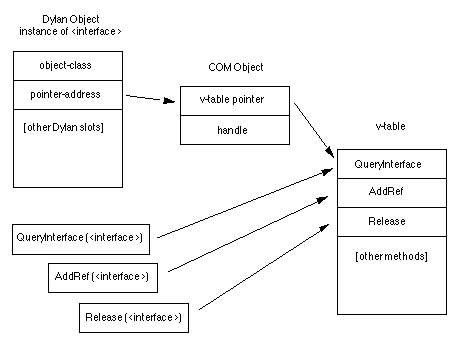 Dylan Object
instance of <interface>
object-class
pointer-address
[other Dylan slots]
COM Object
v-table pointer
handle
v-table
QueryInterface
AddRef
Release
[other methods]
QueryInterface (<interface>)
AddRef (<interface>)
Release (<interface>)